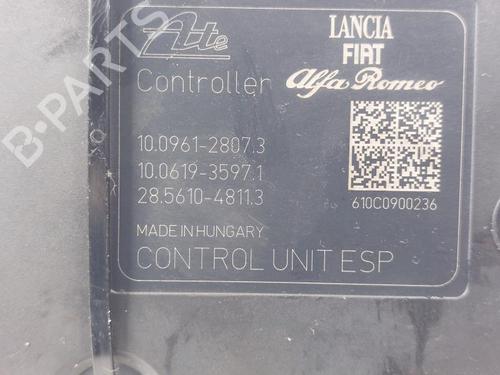 Ate
LANCIA
FIAT
Controller
Alfa Romeo
10.0961-2807.3
10.0619-3597.1
28.5610-4811.3
610C0900236
MADE IN HUNGARY
CONTROL UNIT ESP
B-PARTS